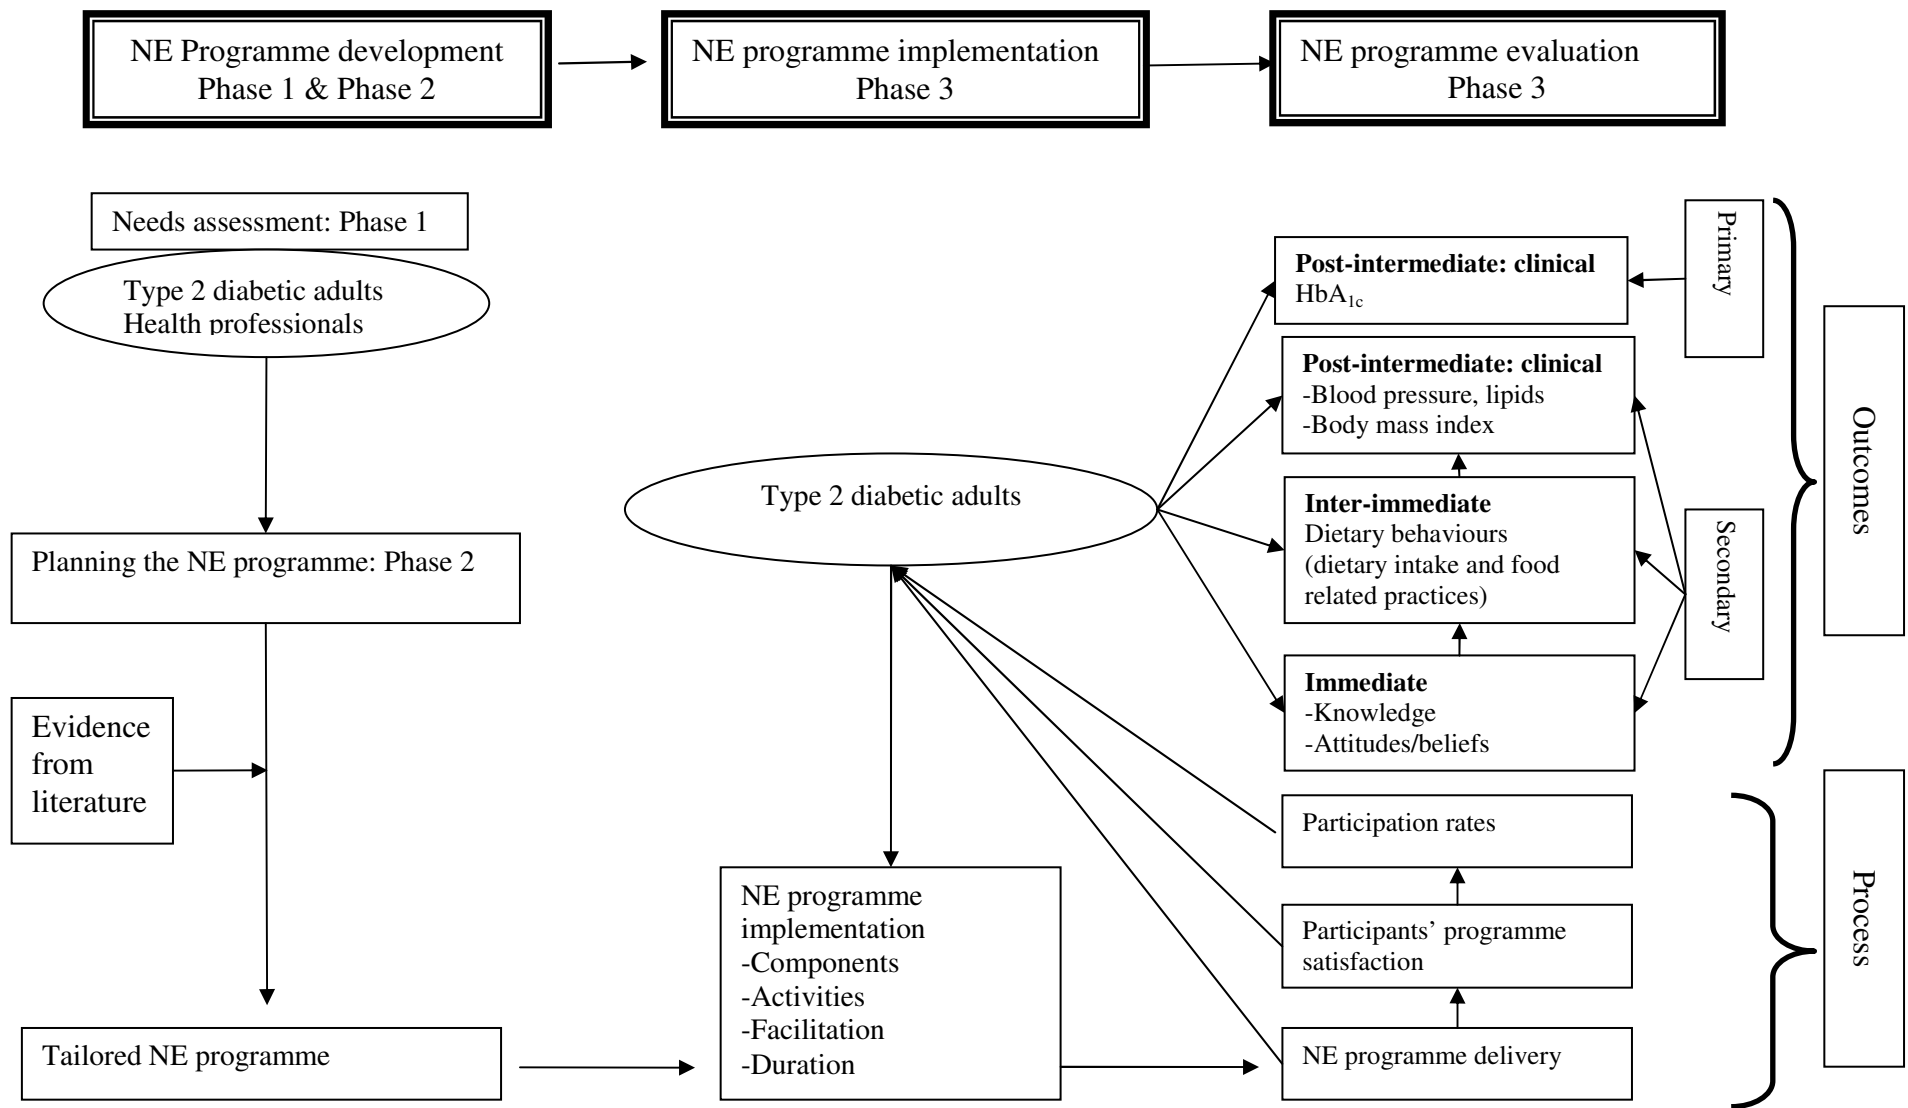 NE Programme development
Phase 1 & Phase 2
NE programme implementation
Phase 3
NE programme evaluation
Phase 3
Needs assessment: Phase 1
Type 2 diabetic adults
Health professionals
Planning the NE programme: Phase 2
Evidence
from
literature
Tailored NE programme
Type 2 diabetic adults
NE programme
implementation
-Components
-Activities
-Facilitation
-Duration
Post-intermediate: clinical
HbA1c
Post-intermediate: clinical
-Blood pressure, lipids
-Body mass index
Inter-immediate
Dietary behaviours
(dietary intake and food
related practices)
Immediate
-Knowledge
-Attitudes/beliefs
Participation rates
Participants’ programme
satisfaction
NE programme delivery
Primary
Secondary
Outcomes
Process